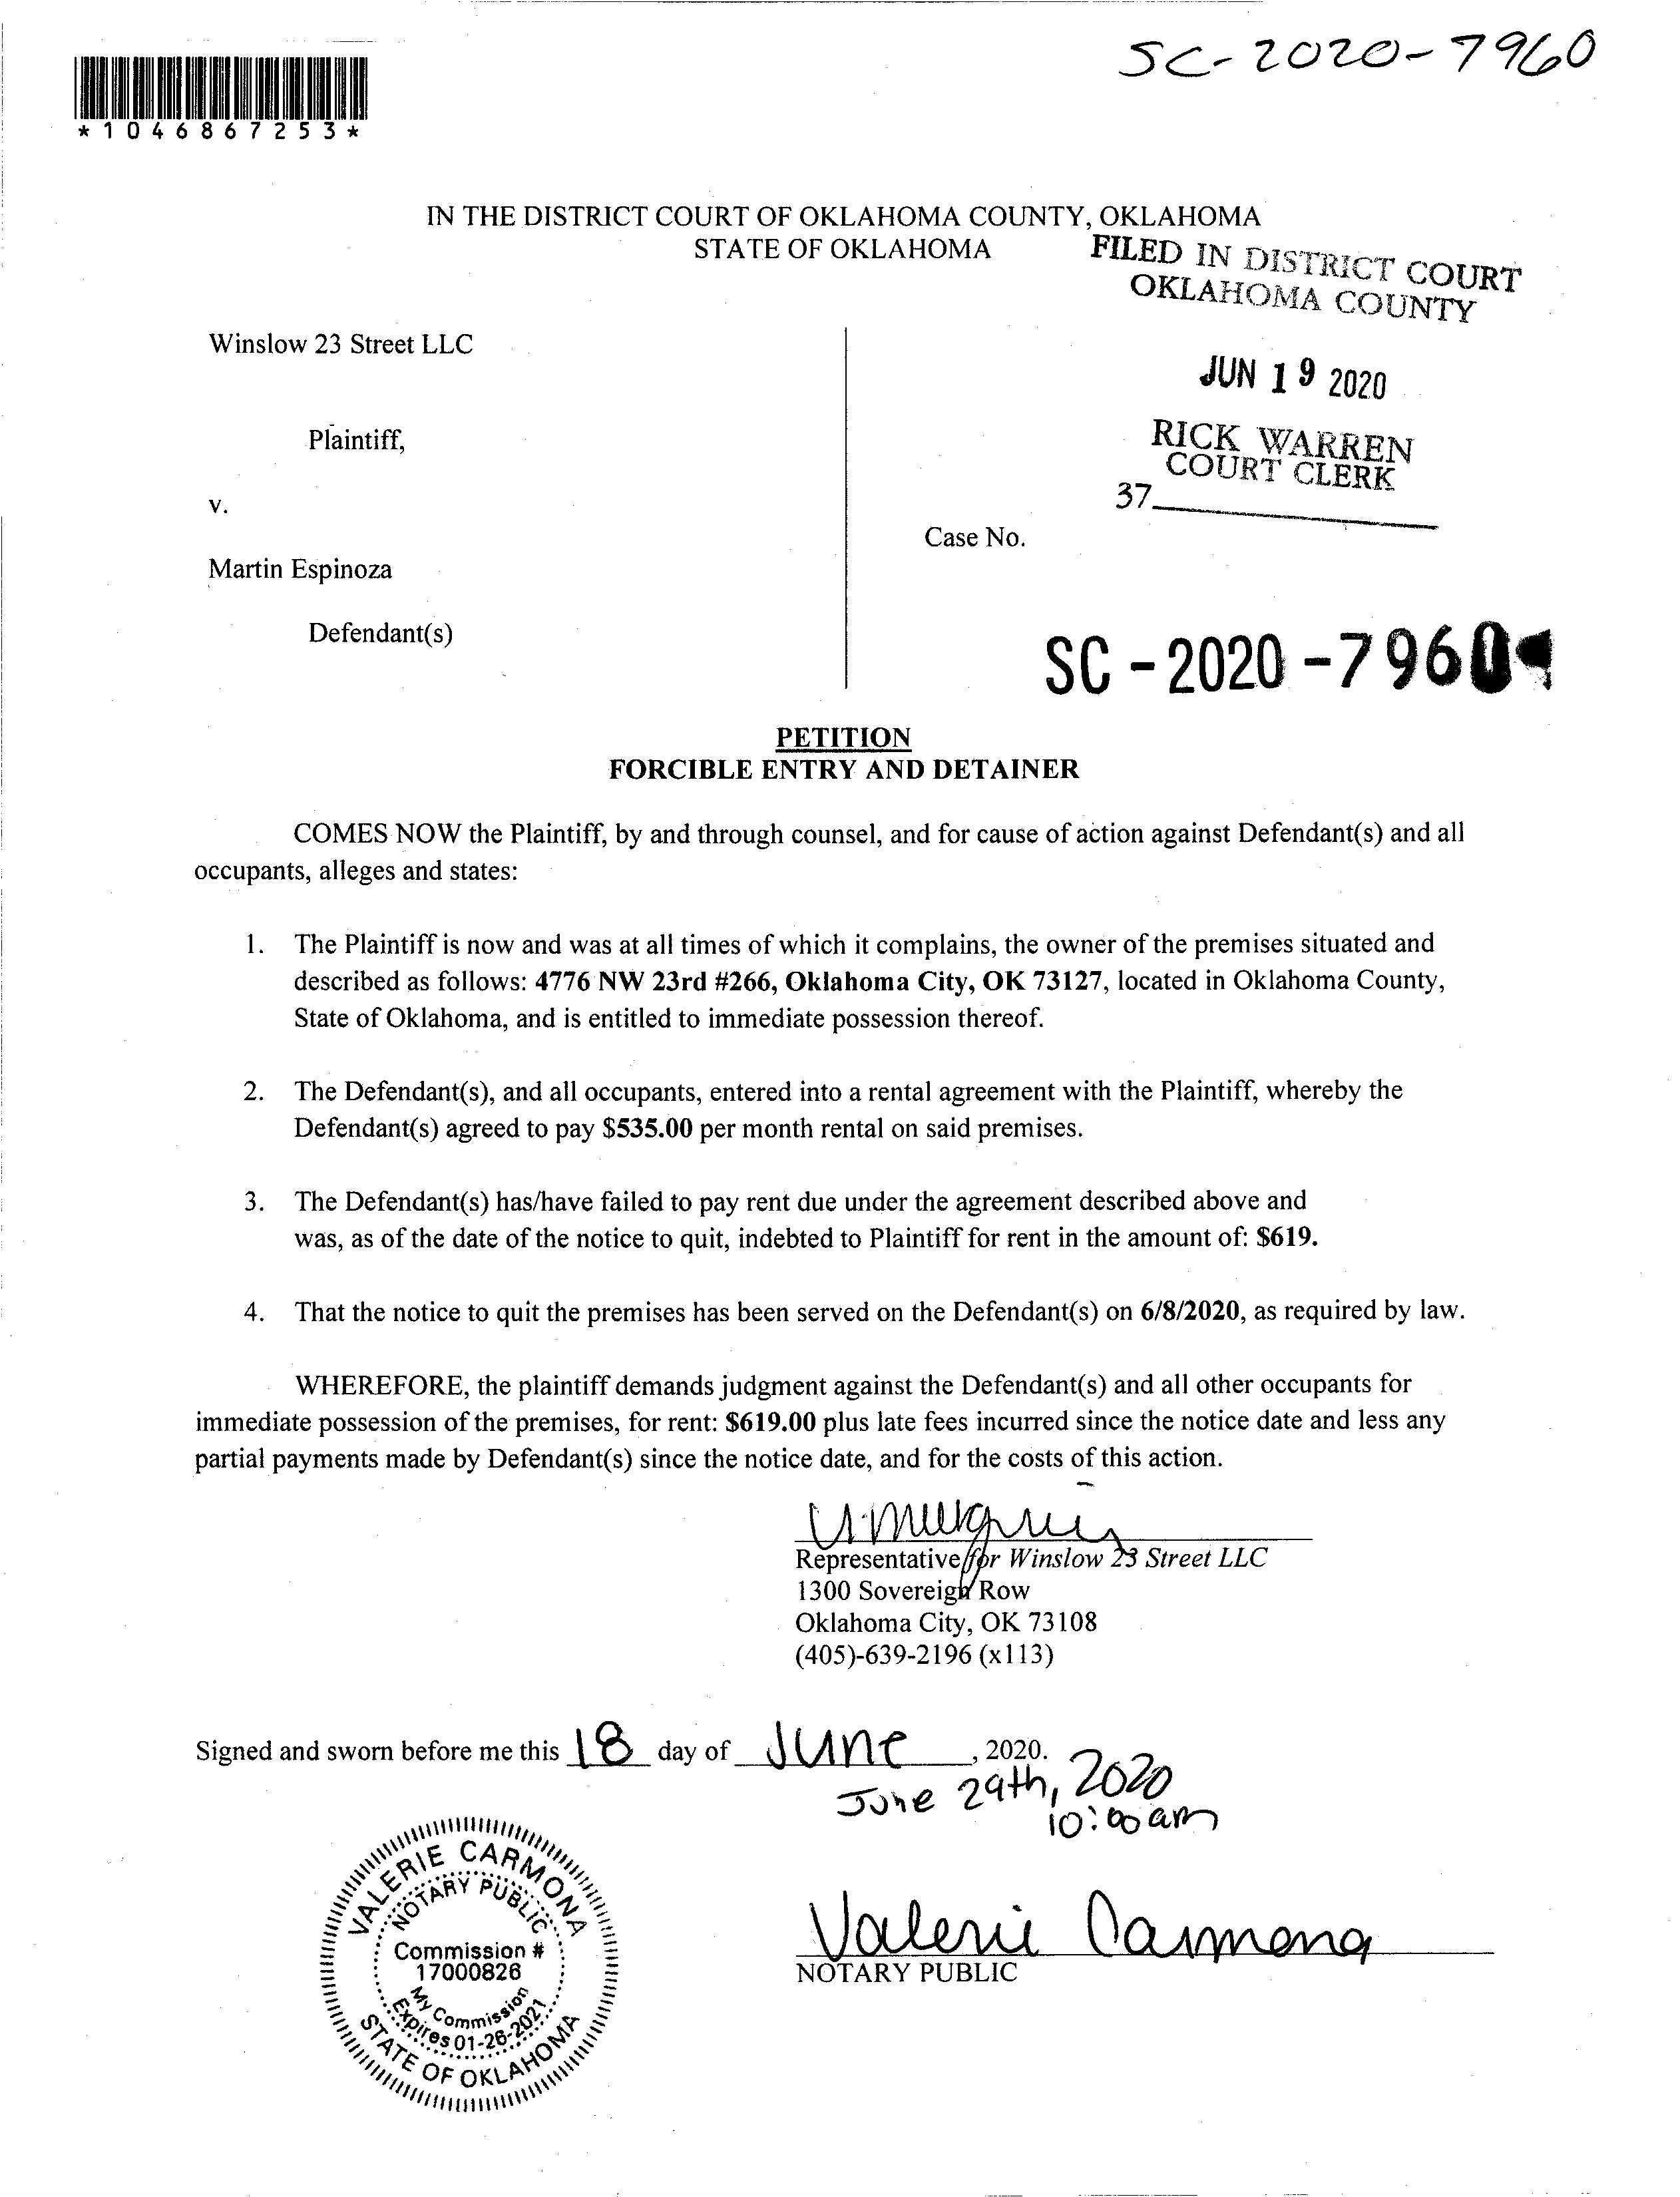 SC-2020-7960
*1046867253*
IN THE DISTRICT COURT OF OKLAHOMA COUNTY, OKLAHOMA
STATE OF OKLAHOMA
FILED IN DISTRICT COURT
OKLAHOMA COUNTY
JUN 19 2020
RICK WARREN
COURT CLERK
37
Winslow 23 Street LLC
Plaintiff,
v.
Martin Espinoza
Defendant(s)
Case No.
SC-2020-7960
PETITION
FORCIBLE ENTRY AND DETAINER
COMES NOW the Plaintiff, by and through counsel, and for cause of action against Defendant(s) and all
occupants, alleges and states:
1. The Plaintiff is now and was at all times of which it complains, the owner of the premises situated and
described as follows: 4776 NW 23rd #266, Oklahoma City, OK 73127, located in Oklahoma County,
State of Oklahoma, and is entitled to immediate possession thereof.
2. The Defendant(s), and all occupants, entered into a rental agreement with the Plaintiff, whereby the
Defendant(s) agreed to pay $535.00 per month rental on said premises.
3. The Defendant(s) has/have failed to pay rent due under the agreement described above and
was, as of the date of the notice to quit, indebted to Plaintiff for rent in the amount of: $619.
4. That the notice to quit the premises has been served on the Defendant(s) on 6/8/2020, as required by law.
WHEREFORE, the plaintiff demands judgment against the Defendant(s) and all other occupants for
immediate possession of the premises, for rent: $619.00 plus late fees incurred since the notice date and less any
partial payments made by Defendant(s) since the notice date, and for the costs of this action.
Representative for Winslow 23 Street LLC
1300 Sovereign Row
Oklahoma City, OK 73108
(405)-639-2196 (x113)
Signed and sworn before me this 18 day of June, 2020.
June 29th, 2020
10:00am
VALERIE CARMONA
NOTARY PUBLIC
Commission #
17000826
My Commission
Expires 01-26-2021
STATE OF OKLAHOMA
Valerie Carmona
NOTARY PUBLIC